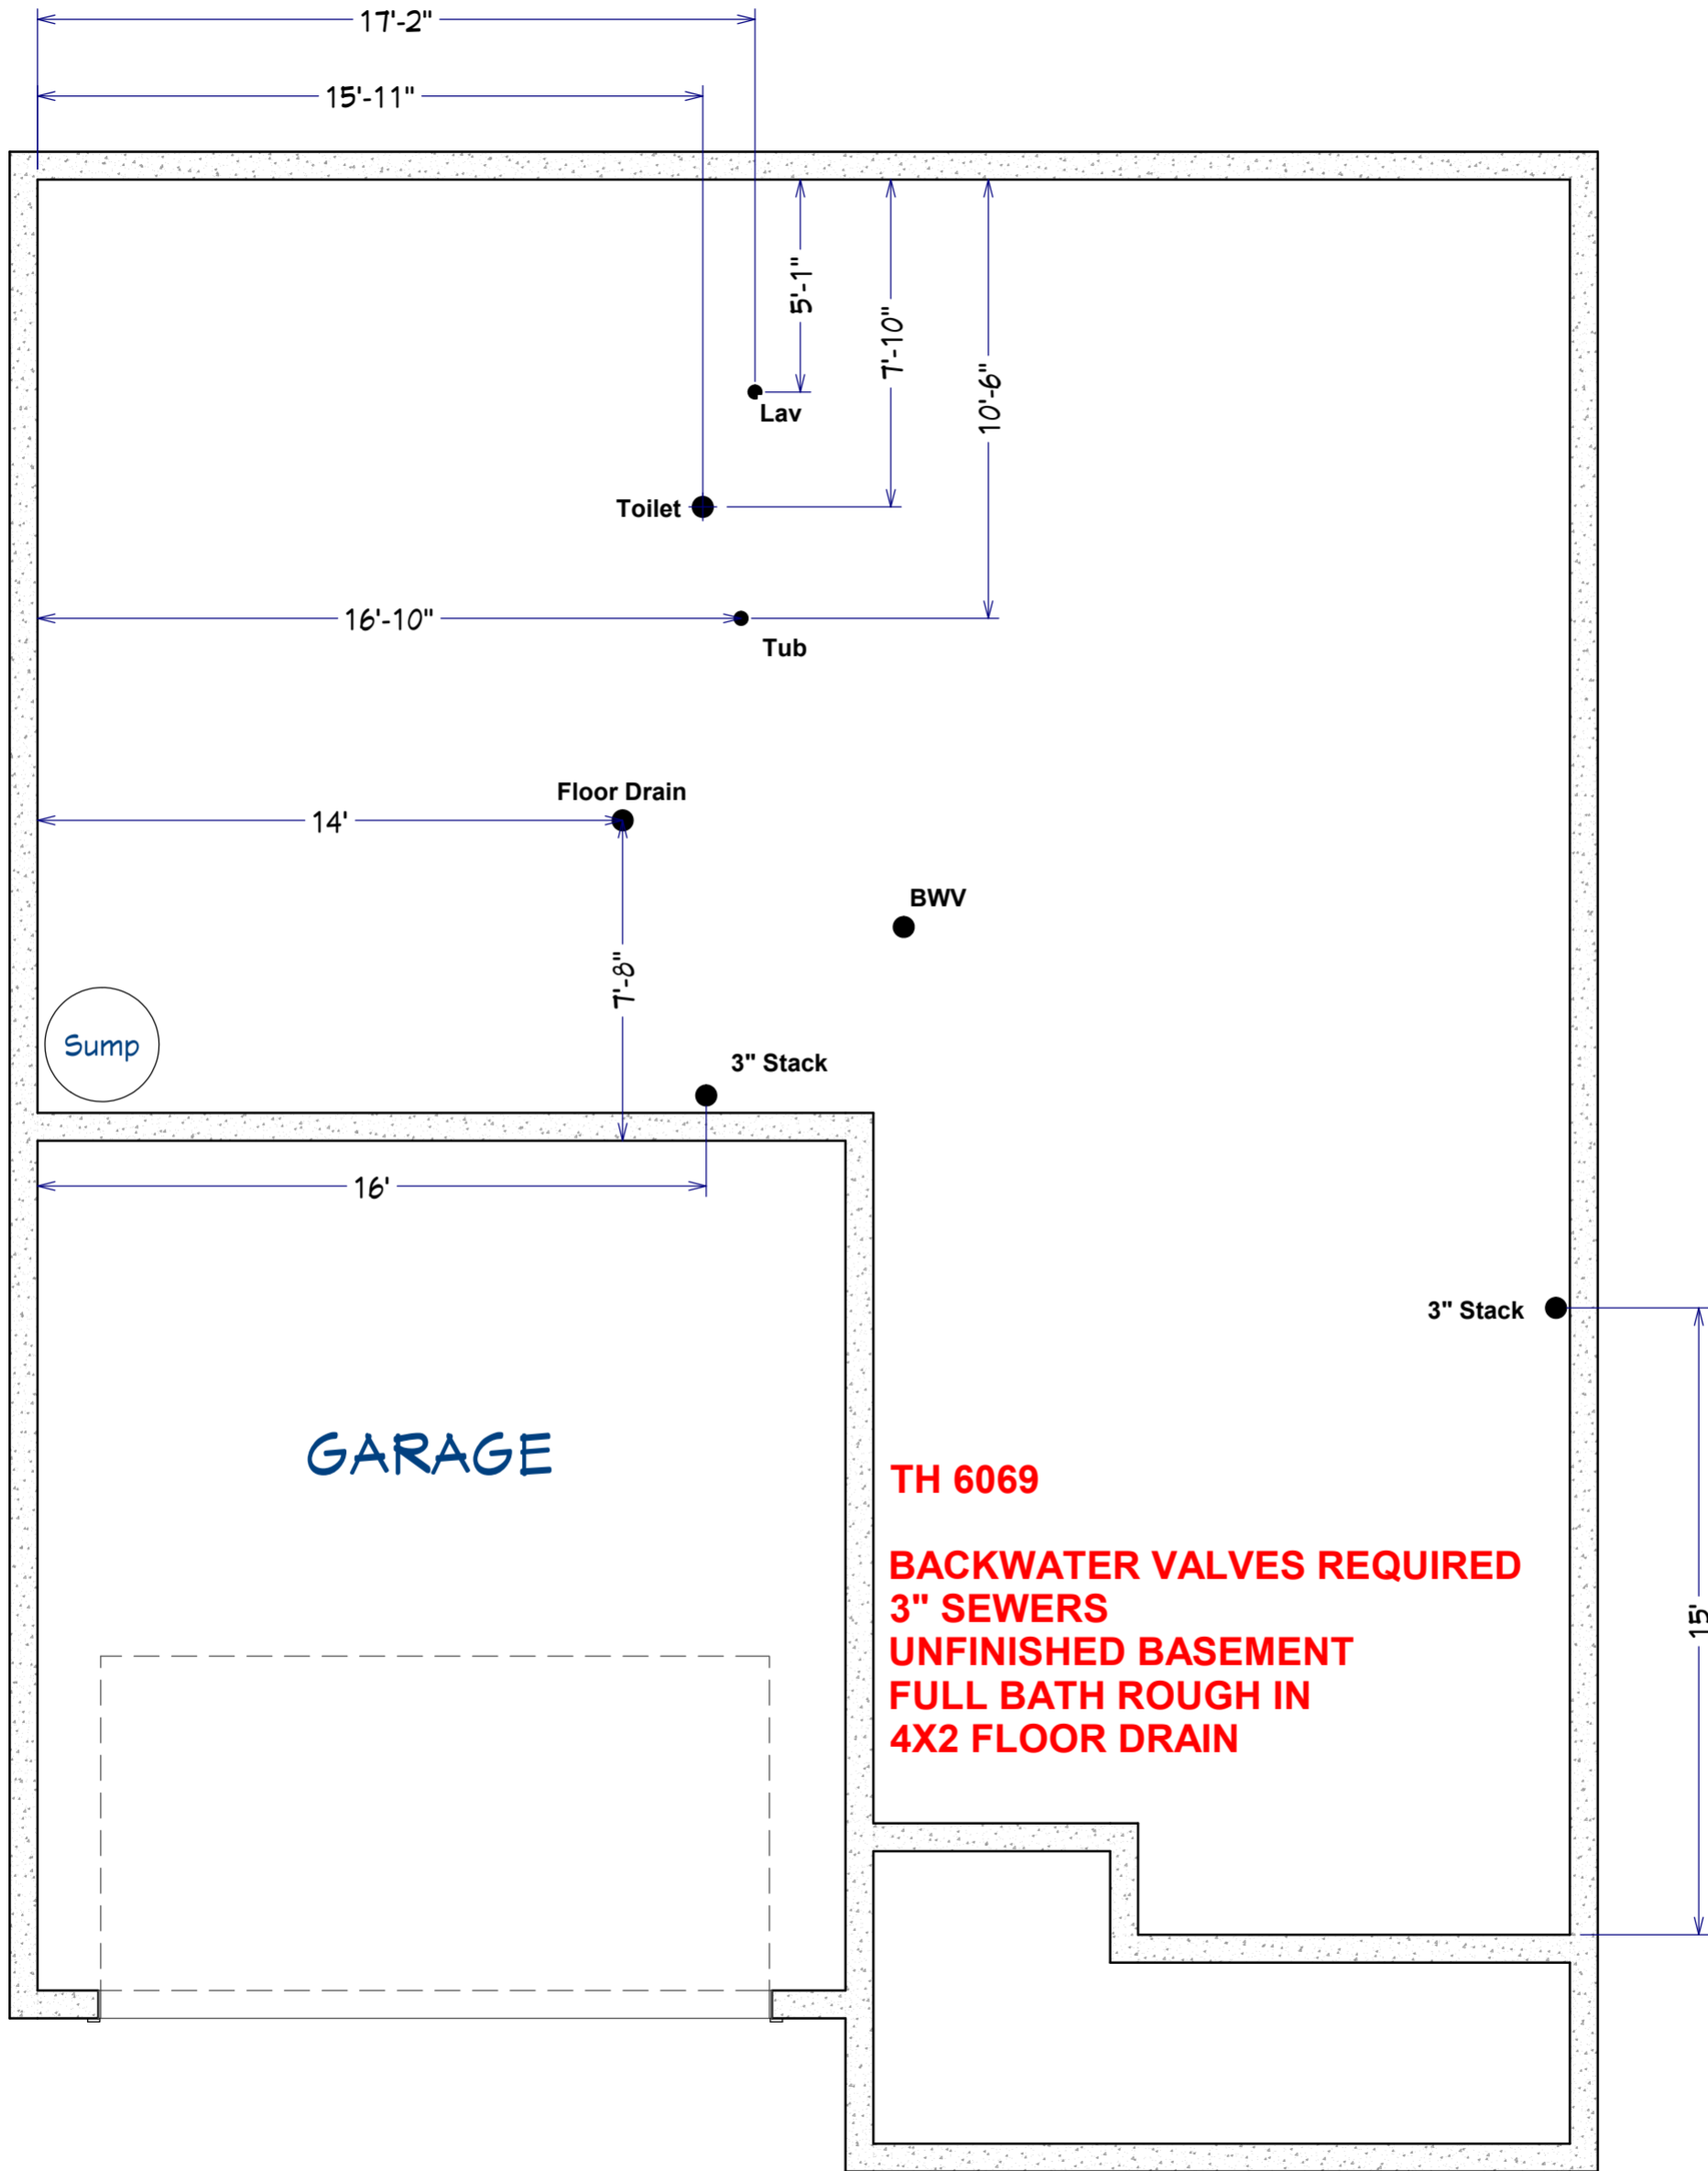 17'-2"
15'-11"
5'-1"
7'-10"
10'-6"
Lav
Toilet
16'-10"
Tub
Floor Drain
14'
BWV
7'-8"
Sump
3" Stack
16'
3" Stack
GARAGE
TH 6069
BACKWATER VALVES REQUIRED
3" SEWERS
15'
UNFINISHED BASEMENT
FULL BATH ROUGH IN
4X2 FLOOR DRAIN